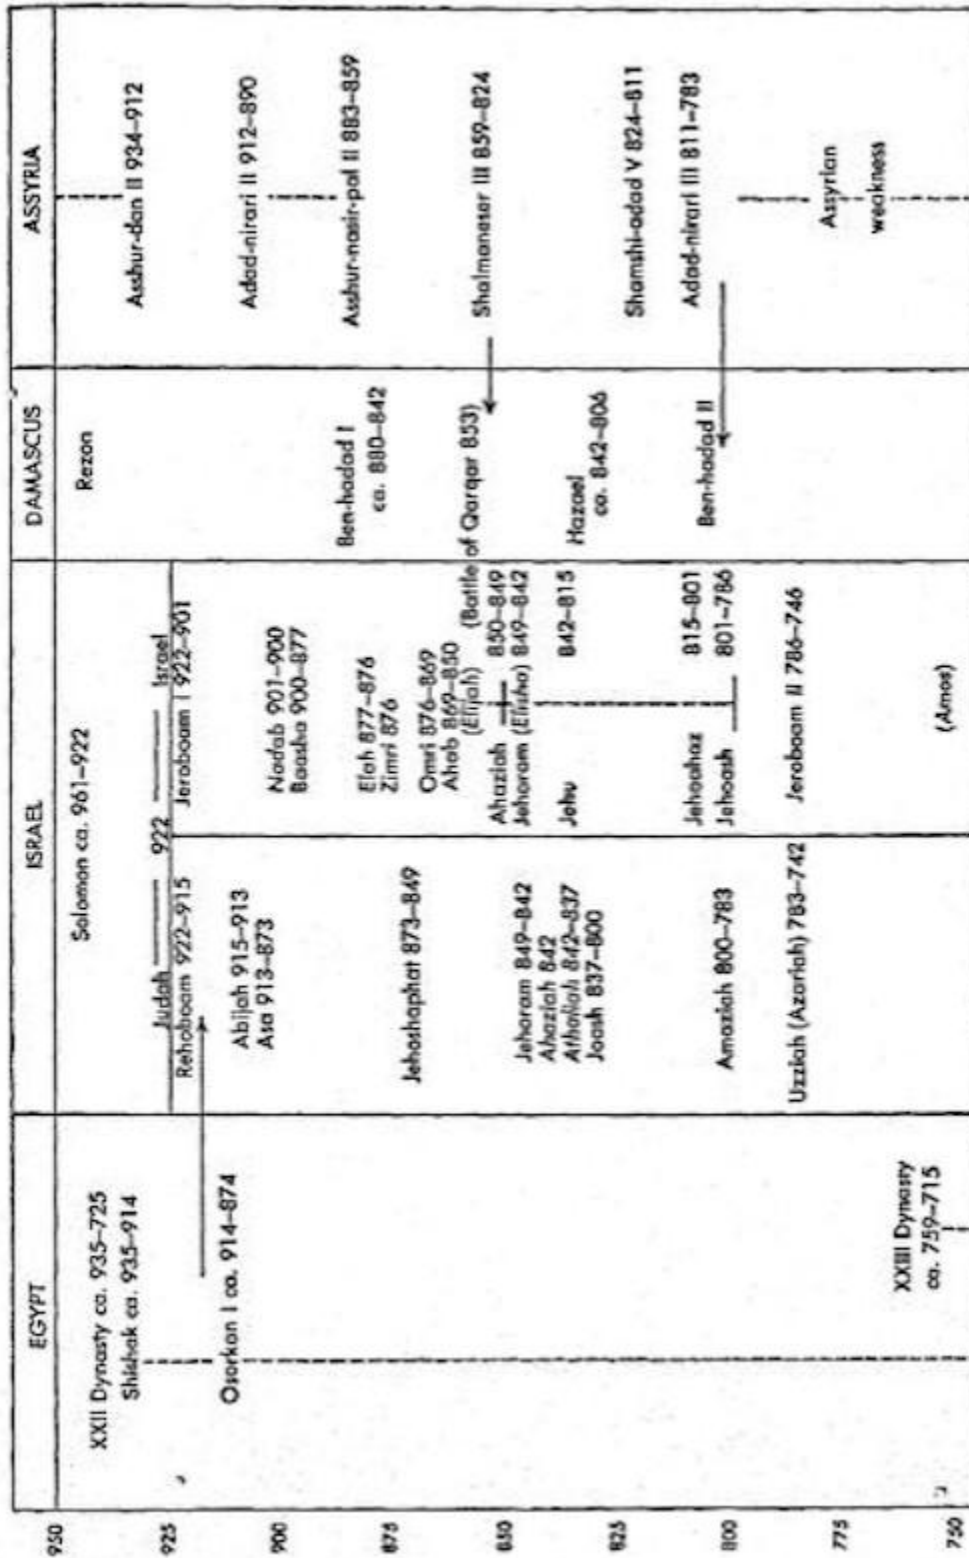 EGYPT
ISRAEL
DAMASCUS
ASSYRIA
950
925
900
875
850
825
800
775
750
XXII Dynasty ca. 935–725
Shishak ca. 935–914
Osorkon I ca. 914–874
XXIII Dynasty
ca. 759–715
Solomon ca. 961–922
Judah 922 Israel
Rehoboam 922–915
Abijah 915–913
Asa 913–873
Jehoshaphat 873–849
Jehoram 849–842
Ahaziah 842
Athaliah 842–837
Joash 837–800
Amaziah 800–783
Uzziah (Azariah) 783–742
Jeroboam I 922–901
Nadab 901–900
Baasha 900–877
Elah 877–876
Zimri 876
Omri 876–869
Ahab 869–850
(Elijah) (Battle of Qarqar 853)
Ahaziah 850–849
Jehoram (Elisha) 849–842
Jehu 842–815
Jehoahaz 815–801
Jehoash 801–786
Jeroboam II 786–746
(Amos)
Rezon
Ben-hadad I
ca. 880–842
Hazael
ca. 842–806
Ben-hadad II
Asshur-dan II 934–912
Adad-nirari II 912–890
Asshur-nasir-pal II 883–859
Shalmaneser III 859–824
Shamshi-adad V 824–811
Adad-nirari III 811–783
Assyrian
weakness